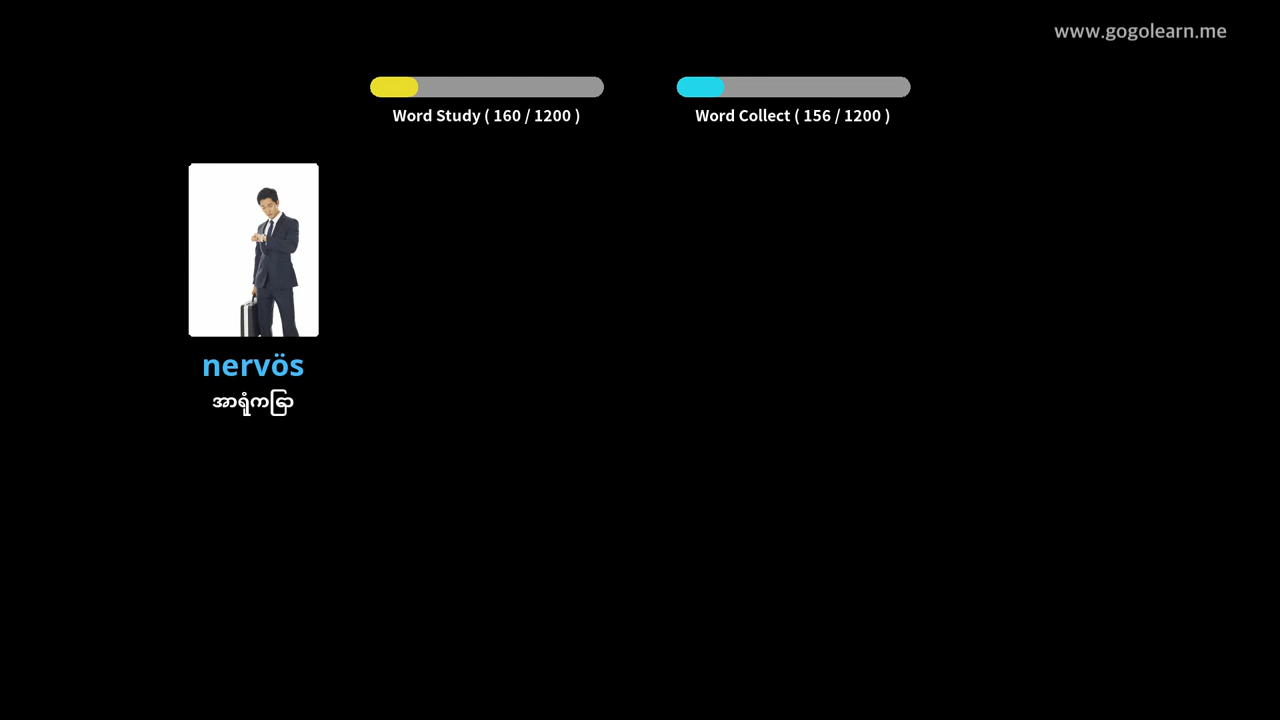 www.gogolearn.me
Word Study ( 160 / 1200 )
Word Collect ( 156 / 1200 )
nervös
အာရုံကြော